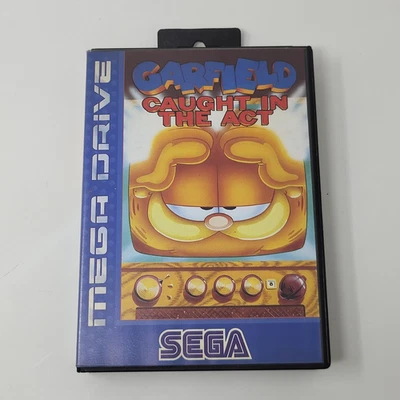 GARFIELD
CAUGHT IN
THE ACT
MEGA DRIVE
SEGA